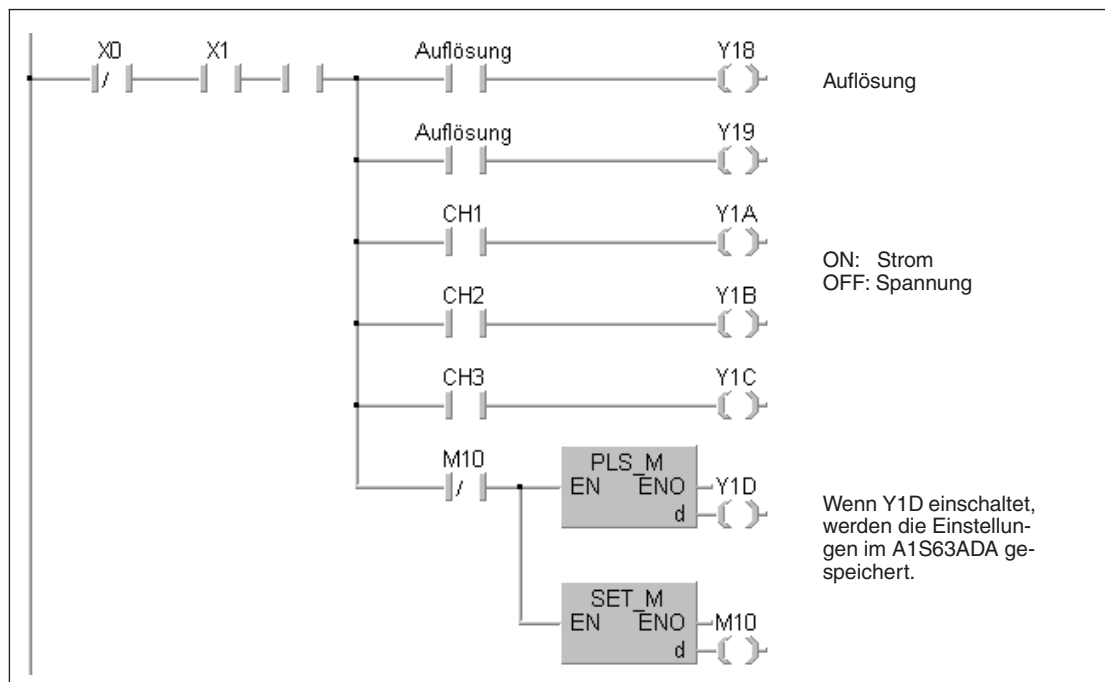 X0 X1 Auflösung Y18
Auflösung
Auflösung Y19
CH1 Y1A
ON: Strom
OFF: Spannung
CH2 Y1B
CH3 Y1C
M10 PLS_M
EN ENO Y1D
d
Wenn Y1D einschaltet,
werden die Einstellun-
gen im A1S63ADA ge-
speichert.
SET_M
EN ENO M10
d